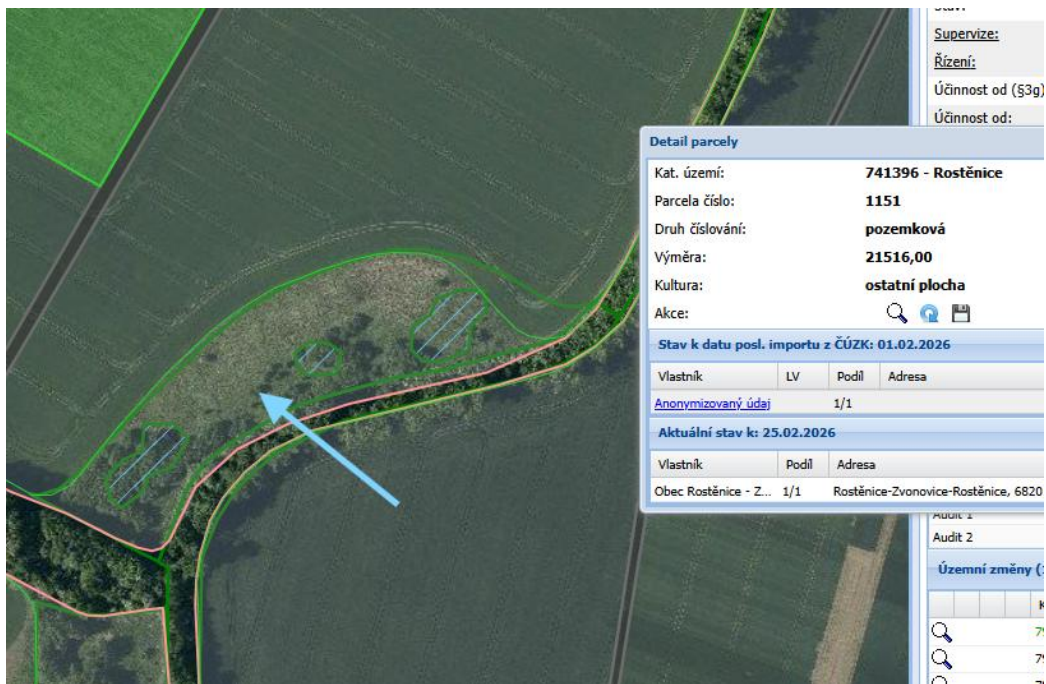 Supervize:
Řízení:
Účinnost od (§3g)
Účinnost od:
Detail parcely
Kat. území: 741396 - Rostěnice
Parcela číslo: 1151
Druh číslování: pozemková
Výměra: 21516,00
Kultura: ostatní plocha
Akce:
Stav k datu posl. importu z ČÚZK: 01.02.2026
Vlastník LV Podíl Adresa
Anonymizovaný údaj 1/1
Aktuální stav k: 25.02.2026
Vlastník Podíl Adresa
Obec Rostěnice - Z... 1/1 Rostěnice-Zvonovice-Rostěnice, 6820
Audit 1
Audit 2
Územní změny (
K
79
79